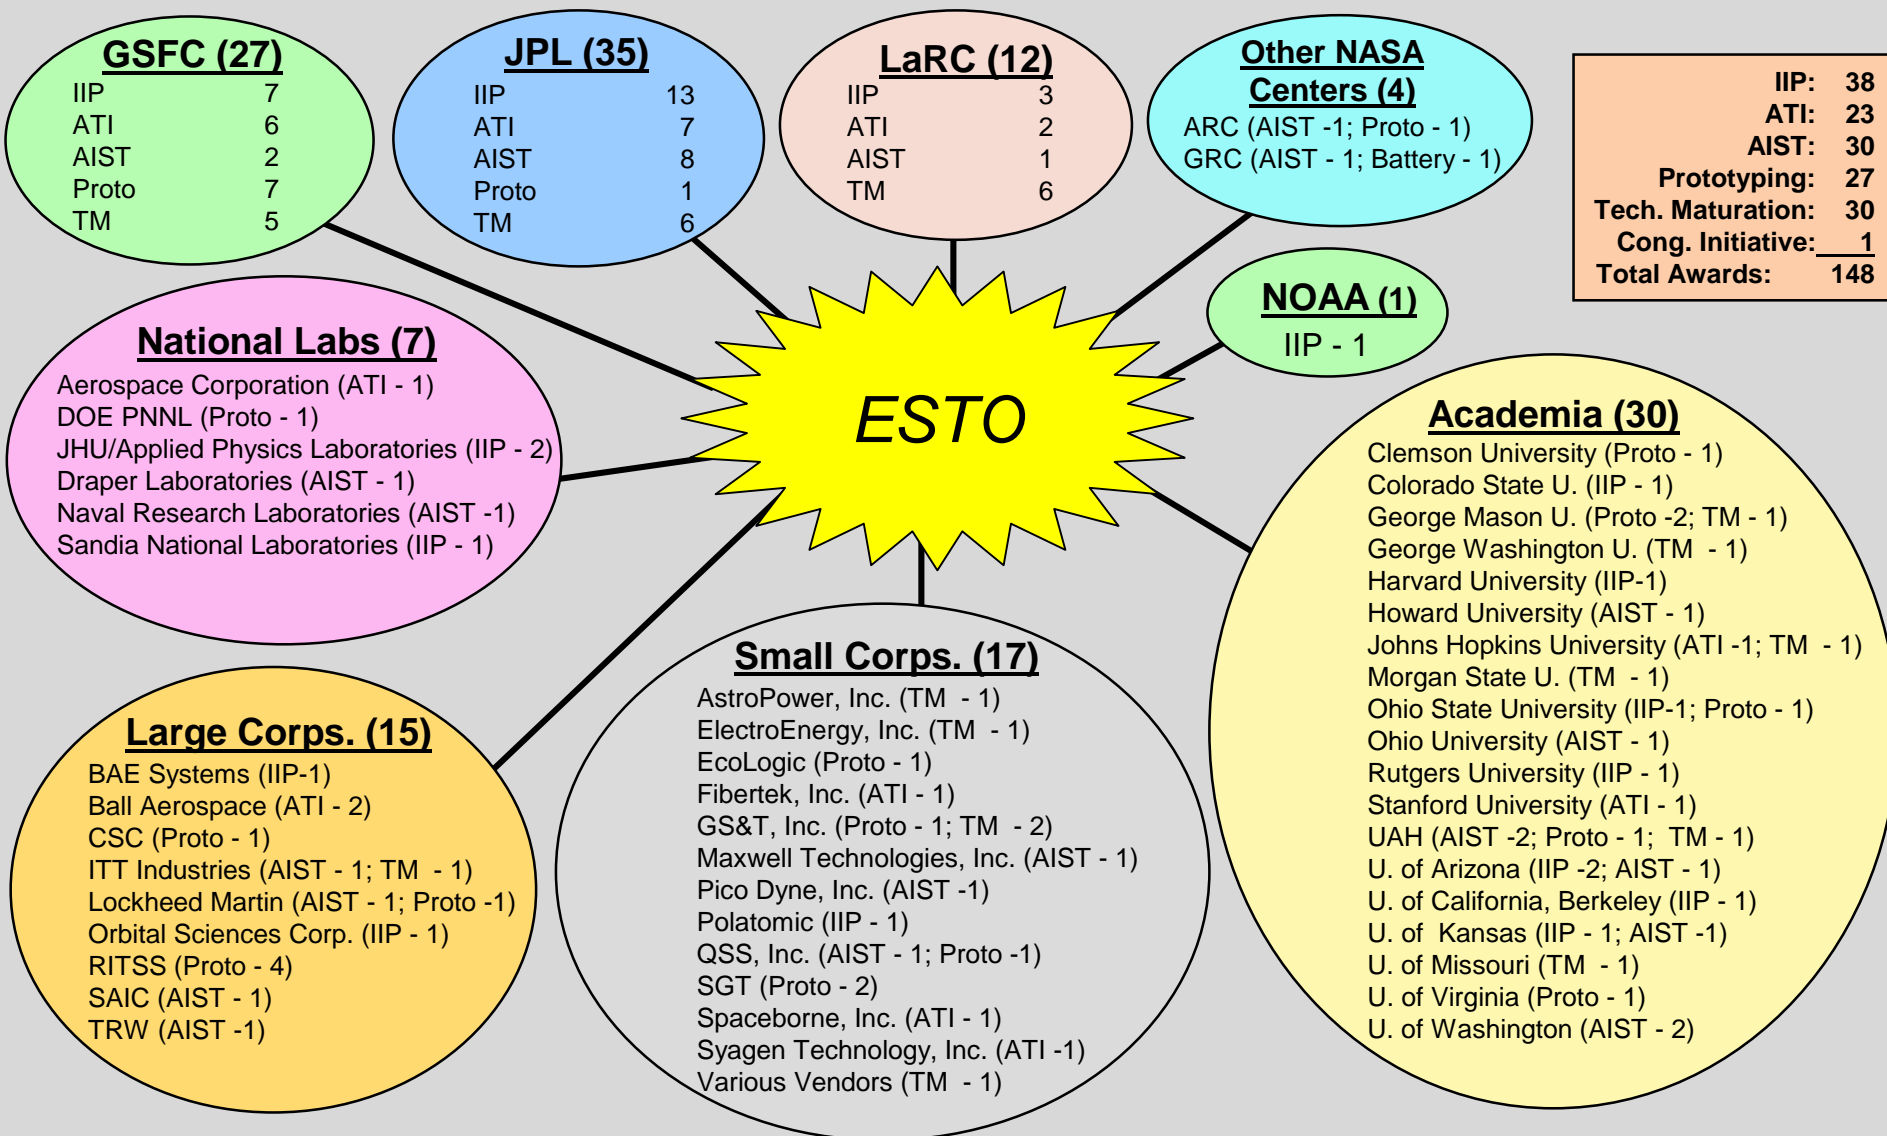 GSFC (27)
IIP 7
ATI 6
AIST 2
Proto 7
TM 5
JPL (35)
IIP 13
ATI 7
AIST 8
Proto 1
TM 6
LaRC (12)
IIP 3
ATI 2
AIST 1
TM 6
Other NASA
Centers (4)
ARC (AIST -1; Proto - 1)
GRC (AIST - 1; Battery - 1)
IIP: 38
ATI: 23
AIST: 30
Prototyping: 27
Tech. Maturation: 30
Cong. Initiative: 1
Total Awards: 148
NOAA (1)
IIP - 1
National Labs (7)
Aerospace Corporation (ATI - 1)
DOE PNNL (Proto - 1)
JHU/Applied Physics Laboratories (IIP - 2)
Draper Laboratories (AIST - 1)
Naval Research Laboratories (AIST -1)
Sandia National Laboratories (IIP - 1)
ESTO
Academia (30)
Clemson University (Proto - 1)
Colorado State U. (IIP - 1)
George Mason U. (Proto -2; TM - 1)
George Washington U. (TM - 1)
Harvard University (IIP-1)
Howard University (AIST - 1)
Johns Hopkins University (ATI -1; TM - 1)
Morgan State U. (TM - 1)
Ohio State University (IIP-1; Proto - 1)
Ohio University (AIST - 1)
Rutgers University (IIP - 1)
Stanford University (ATI - 1)
UAH (AIST -2; Proto - 1; TM - 1)
U. of Arizona (IIP -2; AIST - 1)
U. of California, Berkeley (IIP - 1)
U. of Kansas (IIP - 1; AIST -1)
U. of Missouri (TM - 1)
U. of Virginia (Proto - 1)
U. of Washington (AIST - 2)
Large Corps. (15)
BAE Systems (IIP-1)
Ball Aerospace (ATI - 2)
CSC (Proto - 1)
ITT Industries (AIST - 1; TM - 1)
Lockheed Martin (AIST - 1; Proto -1)
Orbital Sciences Corp. (IIP - 1)
RITSS (Proto - 4)
SAIC (AIST - 1)
TRW (AIST -1)
Small Corps. (17)
AstroPower, Inc. (TM - 1)
ElectroEnergy, Inc. (TM - 1)
EcoLogic (Proto - 1)
Fibertek, Inc. (ATI - 1)
GS&T, Inc. (Proto - 1; TM - 2)
Maxwell Technologies, Inc. (AIST - 1)
Pico Dyne, Inc. (AIST -1)
Polatomic (IIP - 1)
QSS, Inc. (AIST - 1; Proto -1)
SGT (Proto - 2)
Spaceborne, Inc. (ATI - 1)
Syagen Technology, Inc. (ATI -1)
Various Vendors (TM - 1)